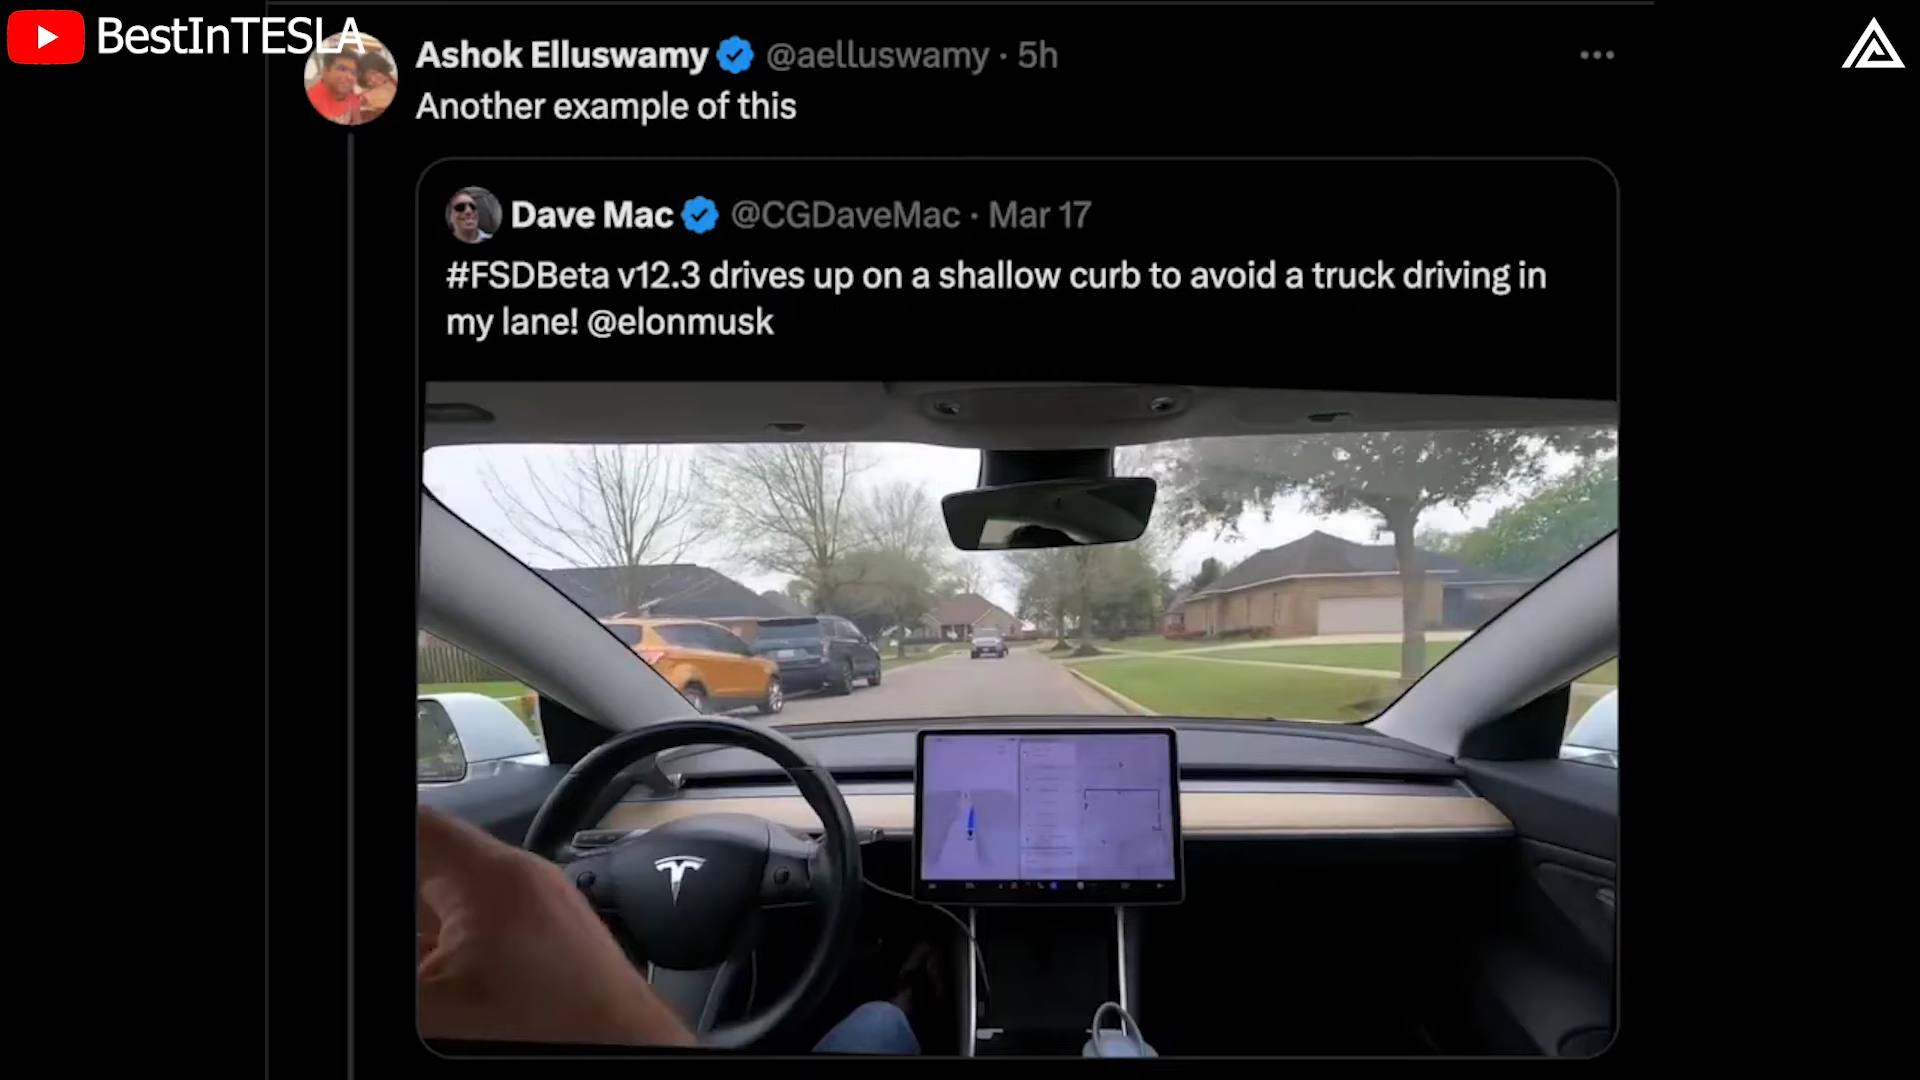 BestInTESLA
Ashok Elluswamy @aelluswamy · 5h
Another example of this
Dave Mac @CGDaveMac · Mar 17
#FSDBeta v12.3 drives up on a shallow curb to avoid a truck driving in
my lane! @elonmusk